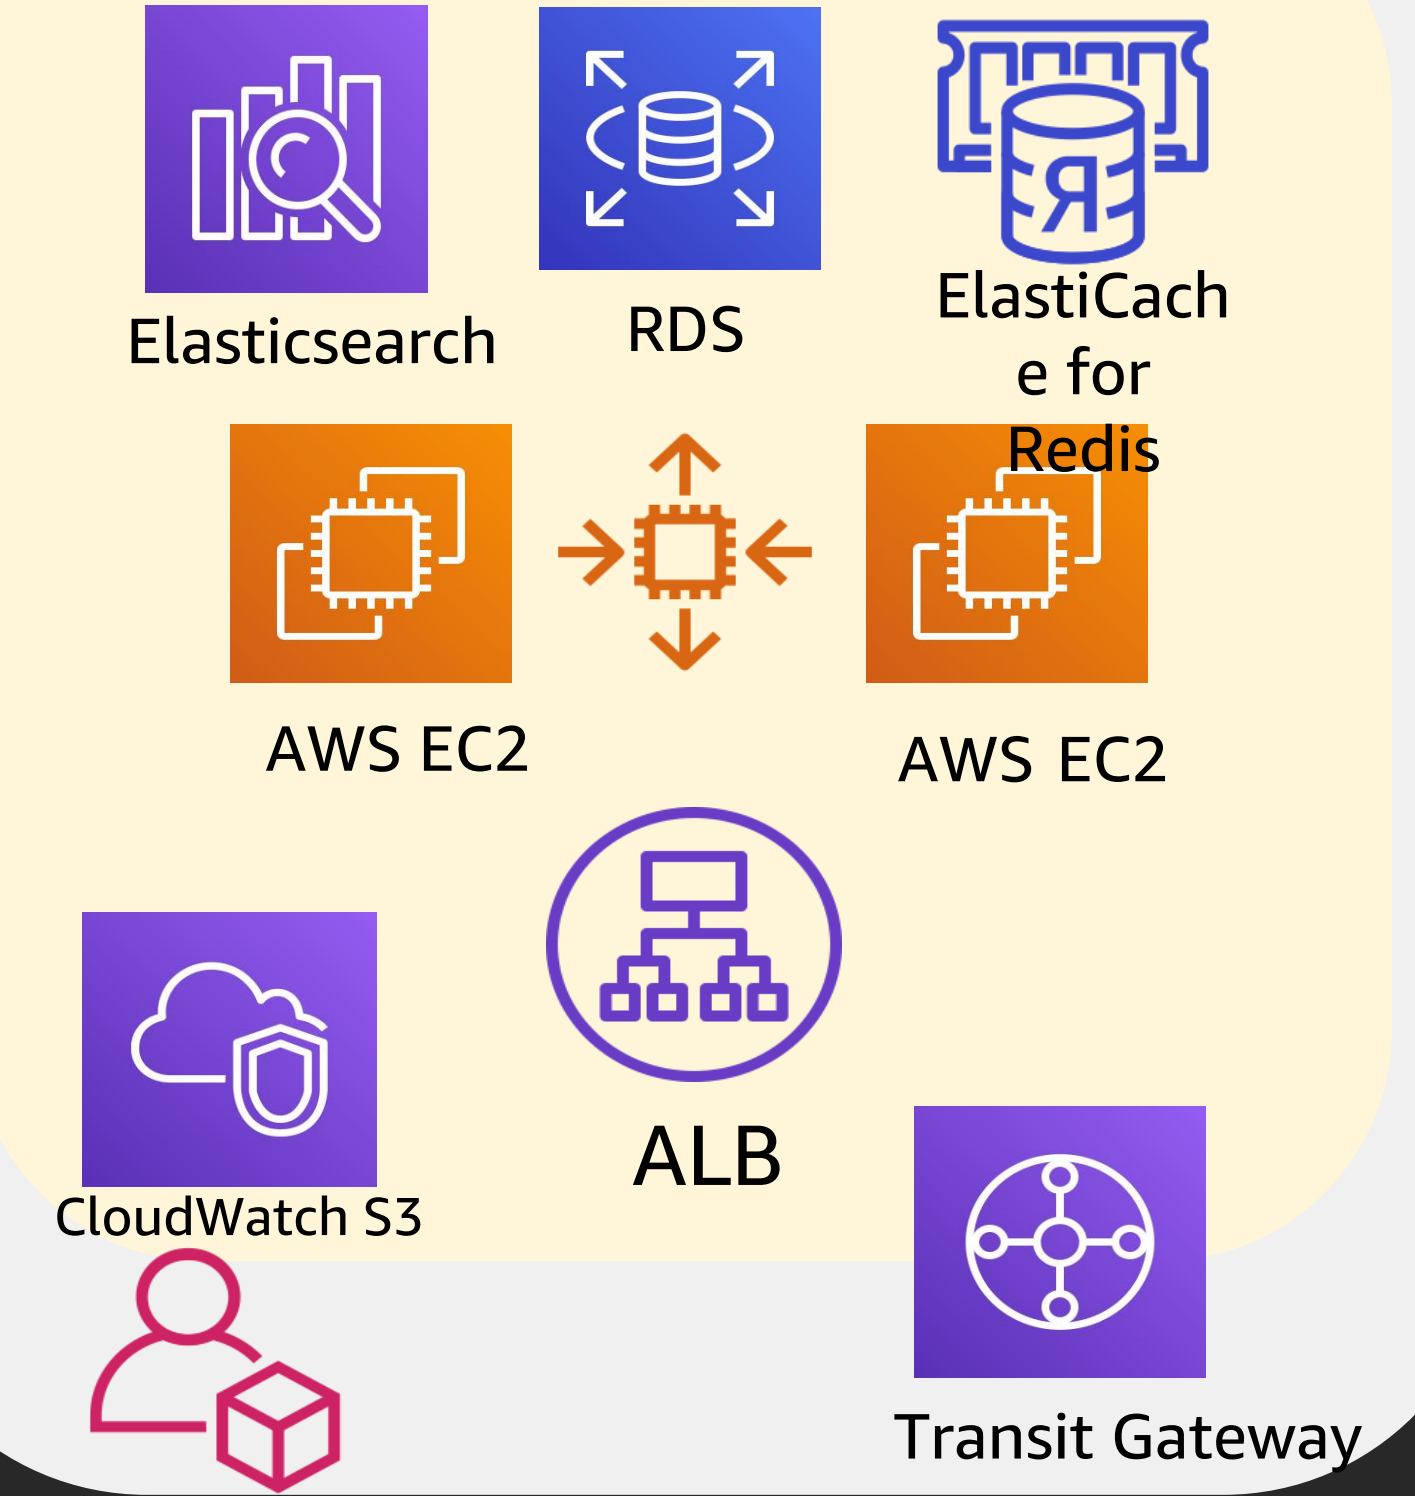 Elasticsearch
RDS
ElastiCach
e for
Redis
AWS EC2
AWS EC2
ALB
CloudWatch S3
Transit Gateway